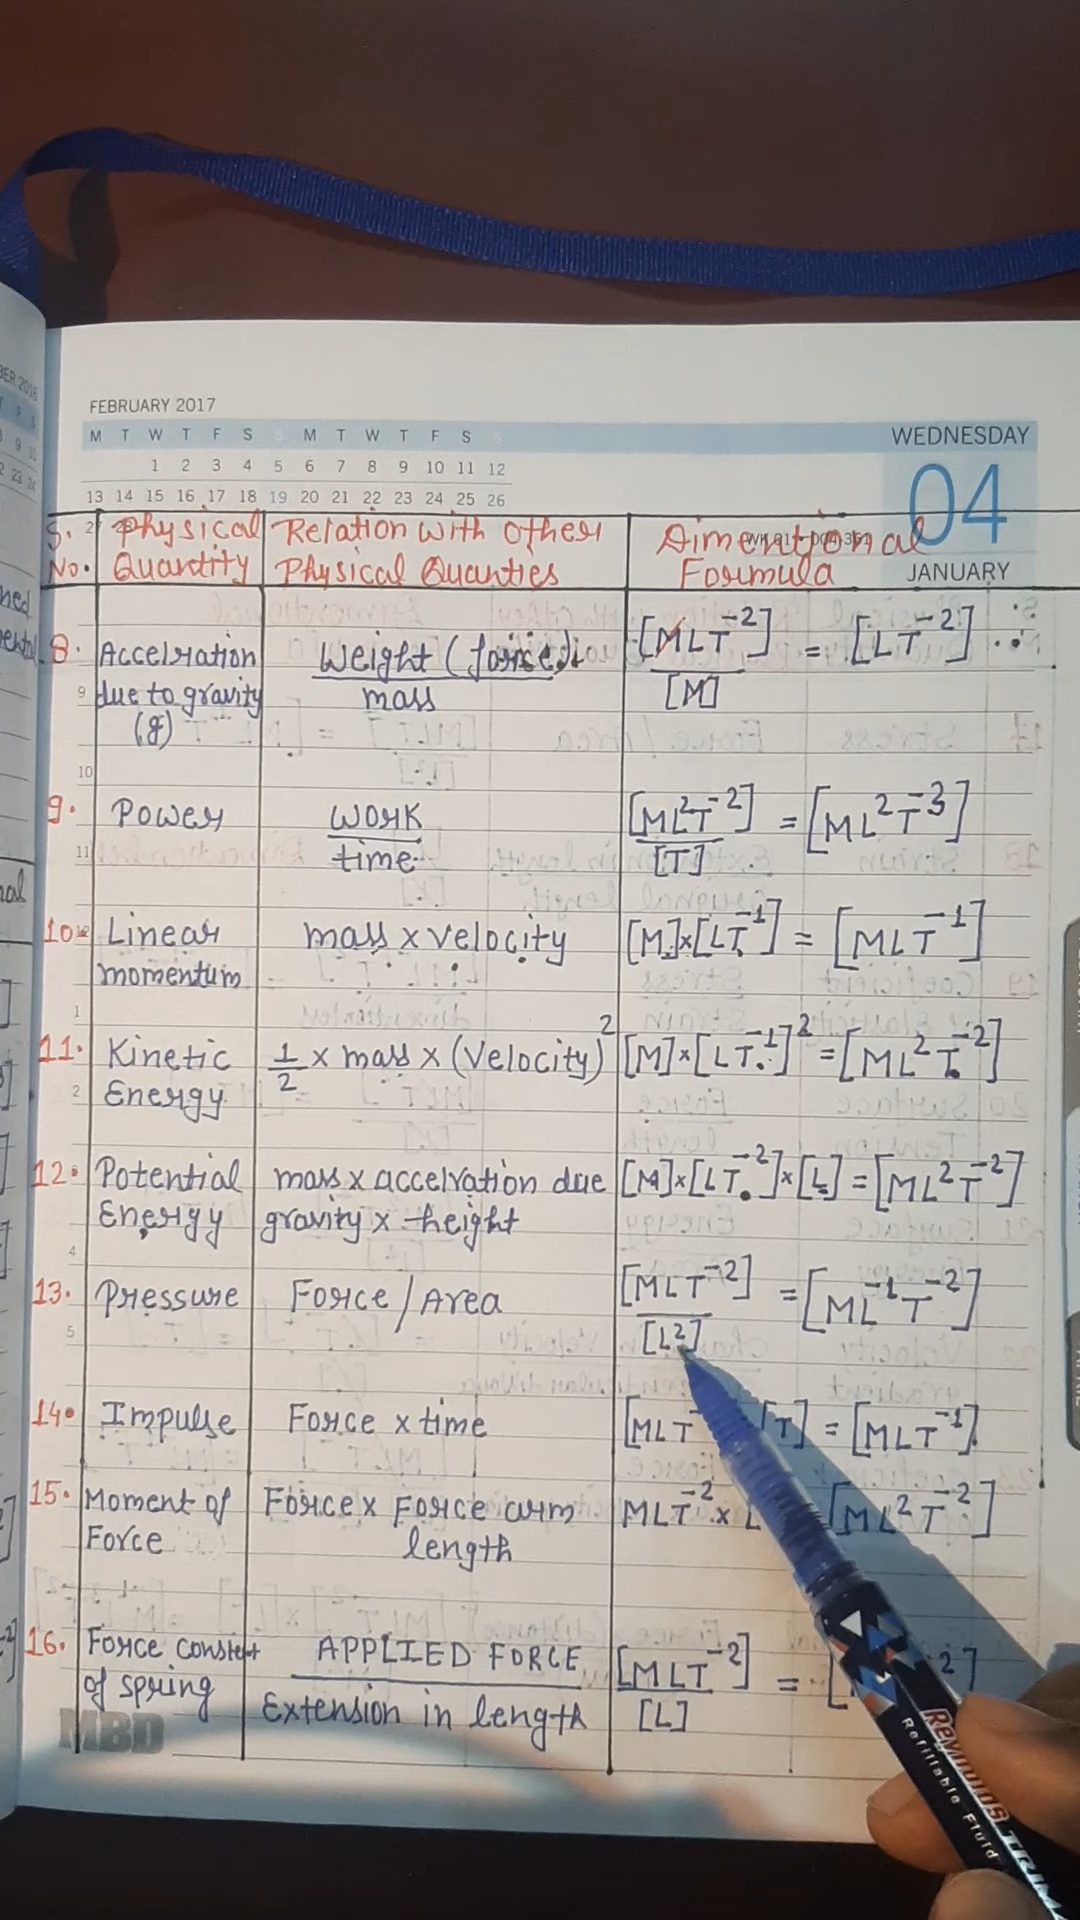 FEBRUARY 2017
M T W T F S S M T W T F S S
1 2 3 4 5 6 7 8 9 10 11 12
13 14 15 16 17 18 19 20 21 22 23 24 25 26
WEDNESDAY
04
JANUARY
S. No. Physical Quantity Relation with Other Physical Quanties Dimentional Formula
8. Accelration due to gravity (g) Weight (force) / mass [MLT⁻²] / [M] = [LT⁻²]
9. Power Work / time [ML²T⁻²] / [T] = [ML²T⁻³]
10. Linear momentum mass x velocity [M]x[LT⁻¹] = [MLT⁻¹]
11. Kinetic Energy 1/2 x mass x (Velocity)² [M]x[LT⁻¹]² = [ML²T⁻²]
12. Potential Energy mass x accelration due gravity x height [M]x[LT⁻²]x[L] = [ML²T⁻²]
13. Pressure Force / Area [MLT⁻²] / [L²] = [ML⁻¹T⁻²]
14. Impulse Force x time [MLT [T] = [MLT⁻¹]
15. Moment of Force Force x Force arm length MLT⁻² x [ML²T⁻²]
16. Force of spring APPLIED FORCE / Extension in length [MLT⁻²] / [L] =
MBD
Refillable Fluid